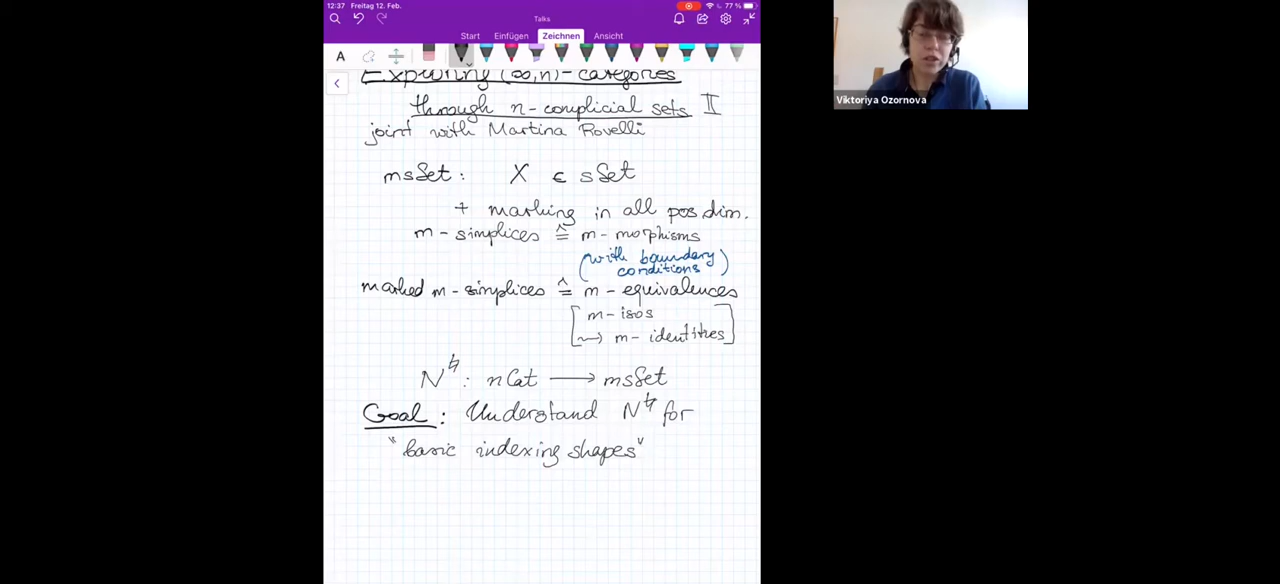 12:37 Freitag 12. Feb.
77 %
Talks
Start Einfügen Zeichnen Ansicht
A
(∞,n)-categories
through n-complicial sets II
joint with Martina Rovelli
msSet: X ∈ sSet
+ marking in all pos.dim.
m-simplices ≙ m-morphisms
(with boundary conditions)
marked m-simplices ≙ m-equivalences
[m-isos
⇝ m-identities]
N^♮: nCat → msSet
Goal: Understand N^♮ for
"basic indexing shapes"
Viktoriya Ozornova